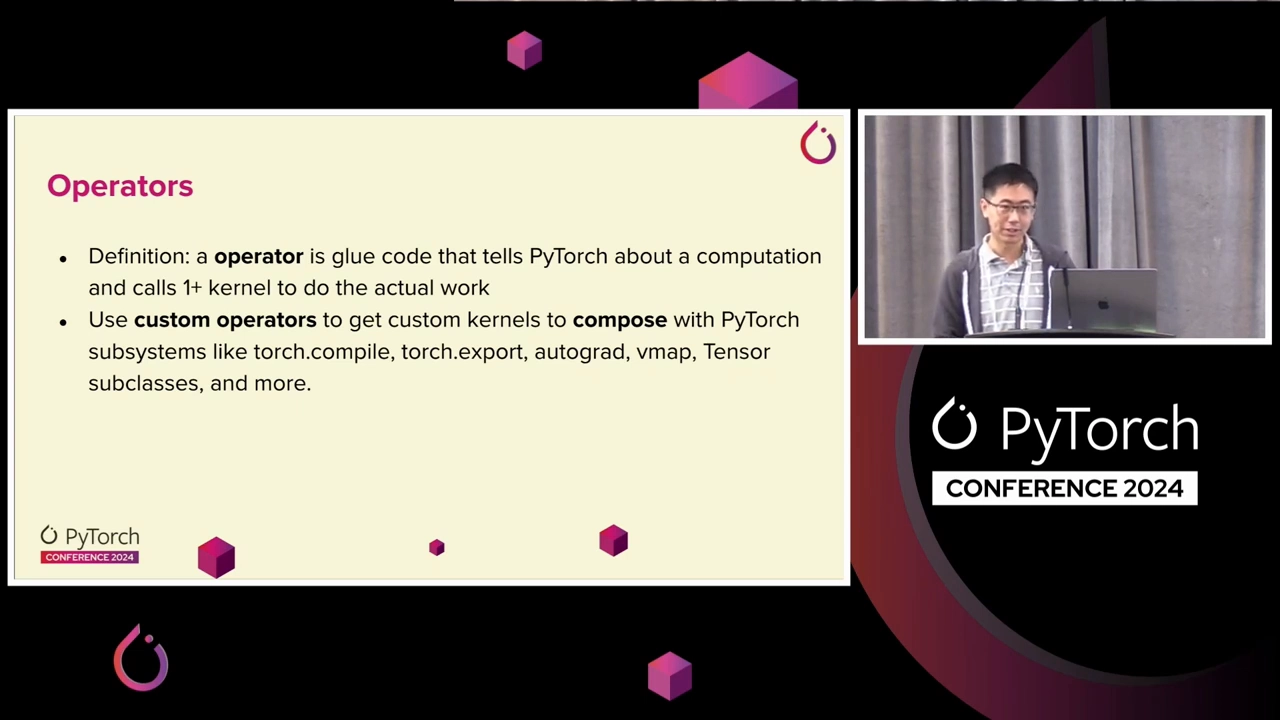 Operators
• Definition: a operator is glue code that tells PyTorch about a computation
and calls 1+ kernel to do the actual work
• Use custom operators to get custom kernels to compose with PyTorch
subsystems like torch.compile, torch.export, autograd, vmap, Tensor
subclasses, and more.
PyTorch
CONFERENCE 2024
PyTorch
CONFERENCE 2024